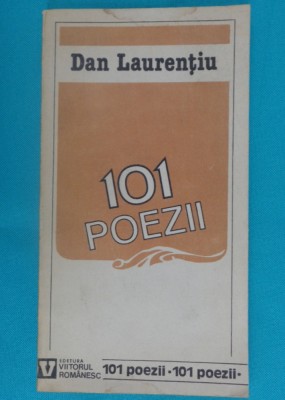 Dan Laurențiu
101
POEZII
V
EDITURA
VIITORUL
ROMÂNESC
101 poezii • 101 poezii •